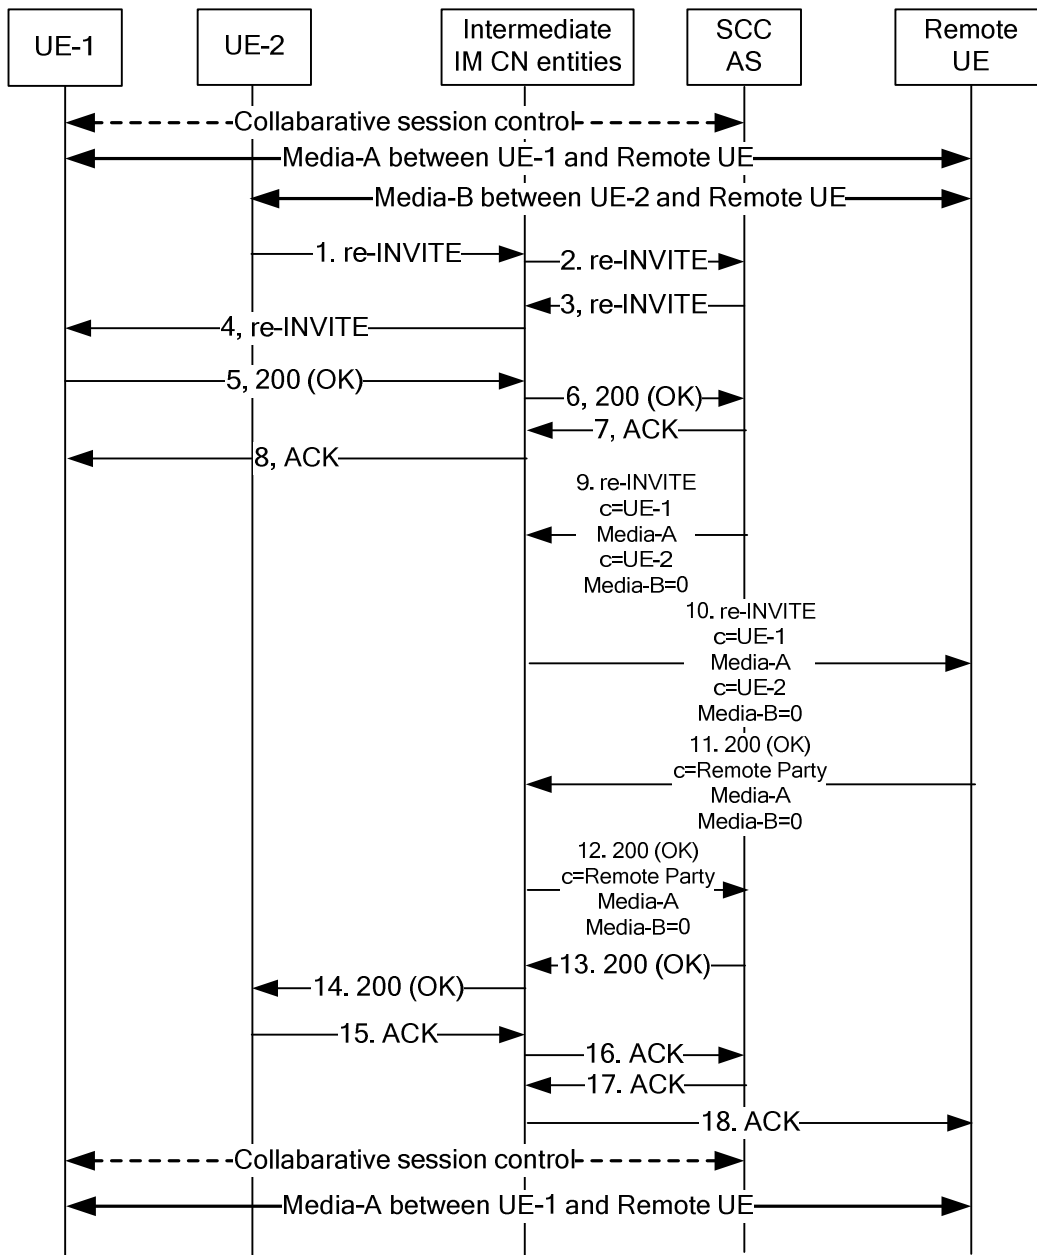 UE-1
UE-2
Intermediate
IM CN entities
SCC
AS
Remote
UE
Collabarative session control
Media-A between UE-1 and Remote UE
Media-B between UE-2 and Remote UE
1. re-INVITE
2. re-INVITE
3, re-INVITE
4, re-INVITE
5, 200 (OK)
6, 200 (OK)
7, ACK
8, ACK
9. re-INVITE
c=UE-1
Media-A
c=UE-2
Media-B=0
10. re-INVITE
c=UE-1
Media-A
c=UE-2
Media-B=0
11. 200 (OK)
c=Remote Party
Media-A
Media-B=0
12. 200 (OK)
c=Remote Party
Media-A
Media-B=0
13. 200 (OK)
14. 200 (OK)
15. ACK
16. ACK
17. ACK
18. ACK
Collabarative session control
Media-A between UE-1 and Remote UE